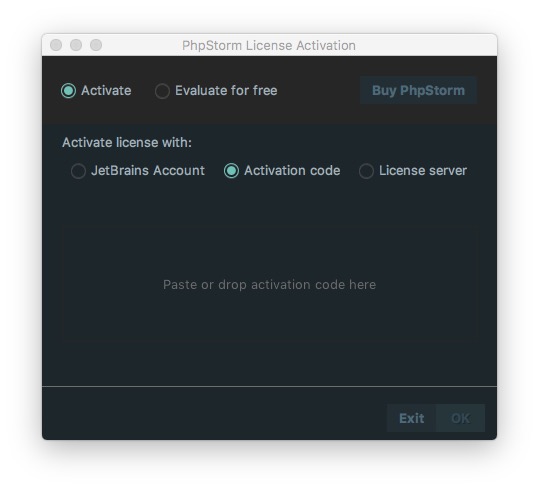 PhpStorm License Activation
Activate Evaluate for free Buy PhpStorm
Activate license with:
JetBrains Account Activation code License server
Paste or drop activation code here
Exit OK